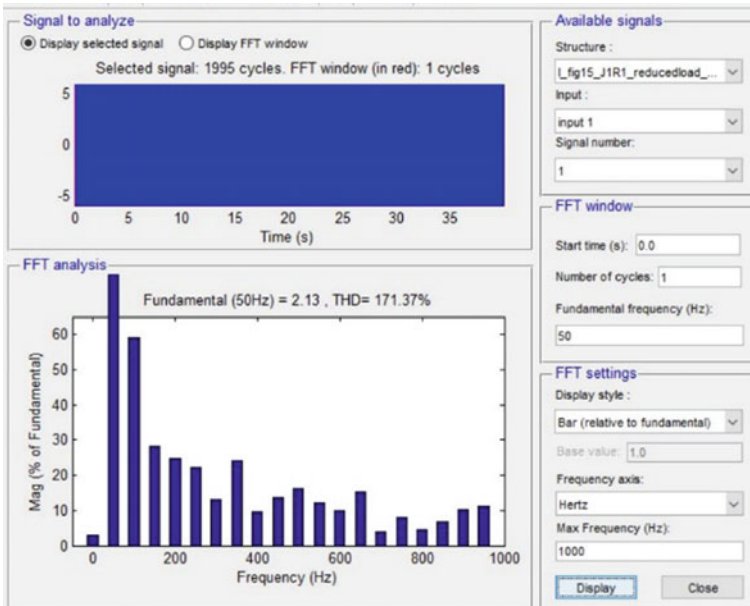 Signal to analyze
Display selected signal Display FFT window
Selected signal: 1995 cycles. FFT window (in red): 1 cycles
5
0
-5
0 5 10 15 20 25 30 35
Time (s)
FFT analysis
Fundamental (50Hz) = 2.13 , THD= 171.37%
60
50
40
30
20
10
0
Mag (% of Fundamental)
0 200 400 600 800 1000
Frequency (Hz)
Available signals
Structure :
I_fig15_J1R1_reducedload_...
Input :
input 1
Signal number:
1
FFT window
Start time (s): 0.0
Number of cycles: 1
Fundamental frequency (Hz):
50
FFT settings
Display style :
Bar (relative to fundamental)
Base value: 1.0
Frequency axis:
Hertz
Max Frequency (Hz):
1000
Display Close